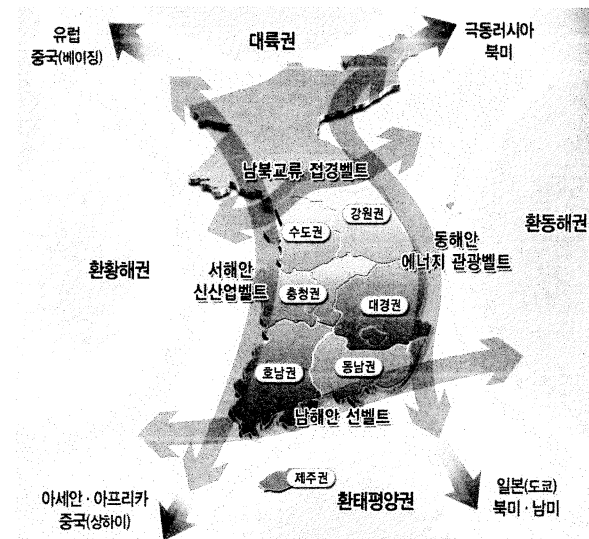 유럽
중국(베이징)
대륙권
극동러시아
북미
남북교류 접경벨트
강원권
수도권
환황해권
서해안
신산업벨트
동해안
에너지 관광벨트
환동해권
충청권
대경권
호남권
동남권
남해안 선벨트
제주권
아세안·아프리카
중국(상하이)
환태평양권
일본(도쿄)
북미·남미